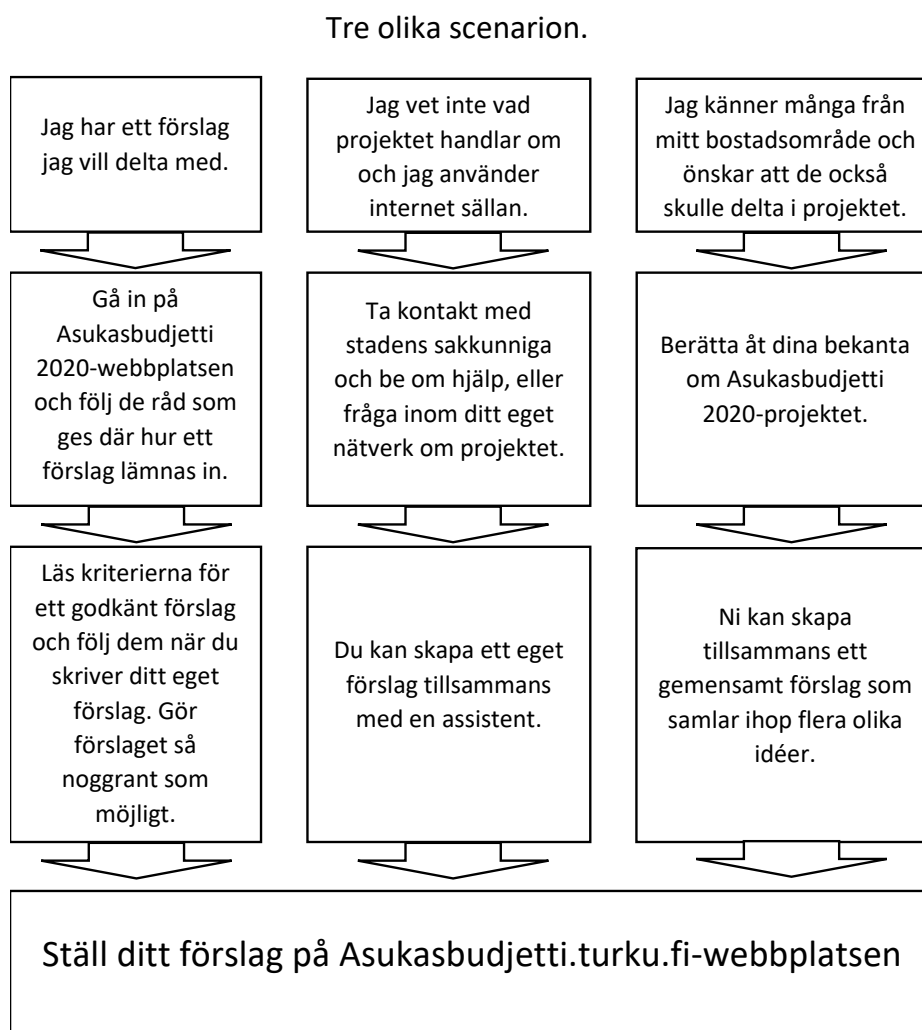 Tre olika scenarion.
Jag har ett förslag
jag vill delta med.
Jag vet inte vad
projektet handlar om
och jag använder
internet sällan.
Jag känner många från
mitt bostadsområde och
önskar att de också
skulle delta i projektet.
Gå in på
Asukasbudjetti
2020-webbplatsen
och följ de råd som
ges där hur ett
förslag lämnas in.
Ta kontakt med
stadens sakkunniga
och be om hjälp, eller
fråga inom ditt eget
nätverk om projektet.
Berätta åt dina bekanta
om Asukasbudjetti
2020-projektet.
Läs kriterierna för
ett godkänt förslag
och följ dem när du
skriver ditt eget
förslag. Gör
förslaget så
noggrant som
möjligt.
Du kan skapa ett eget
förslag tillsammans
med en assistent.
Ni kan skapa
tillsammans ett
gemensamt förslag som
samlar ihop flera olika
idéer.
Ställ ditt förslag på Asukasbudjetti.turku.fi-webbplatsen